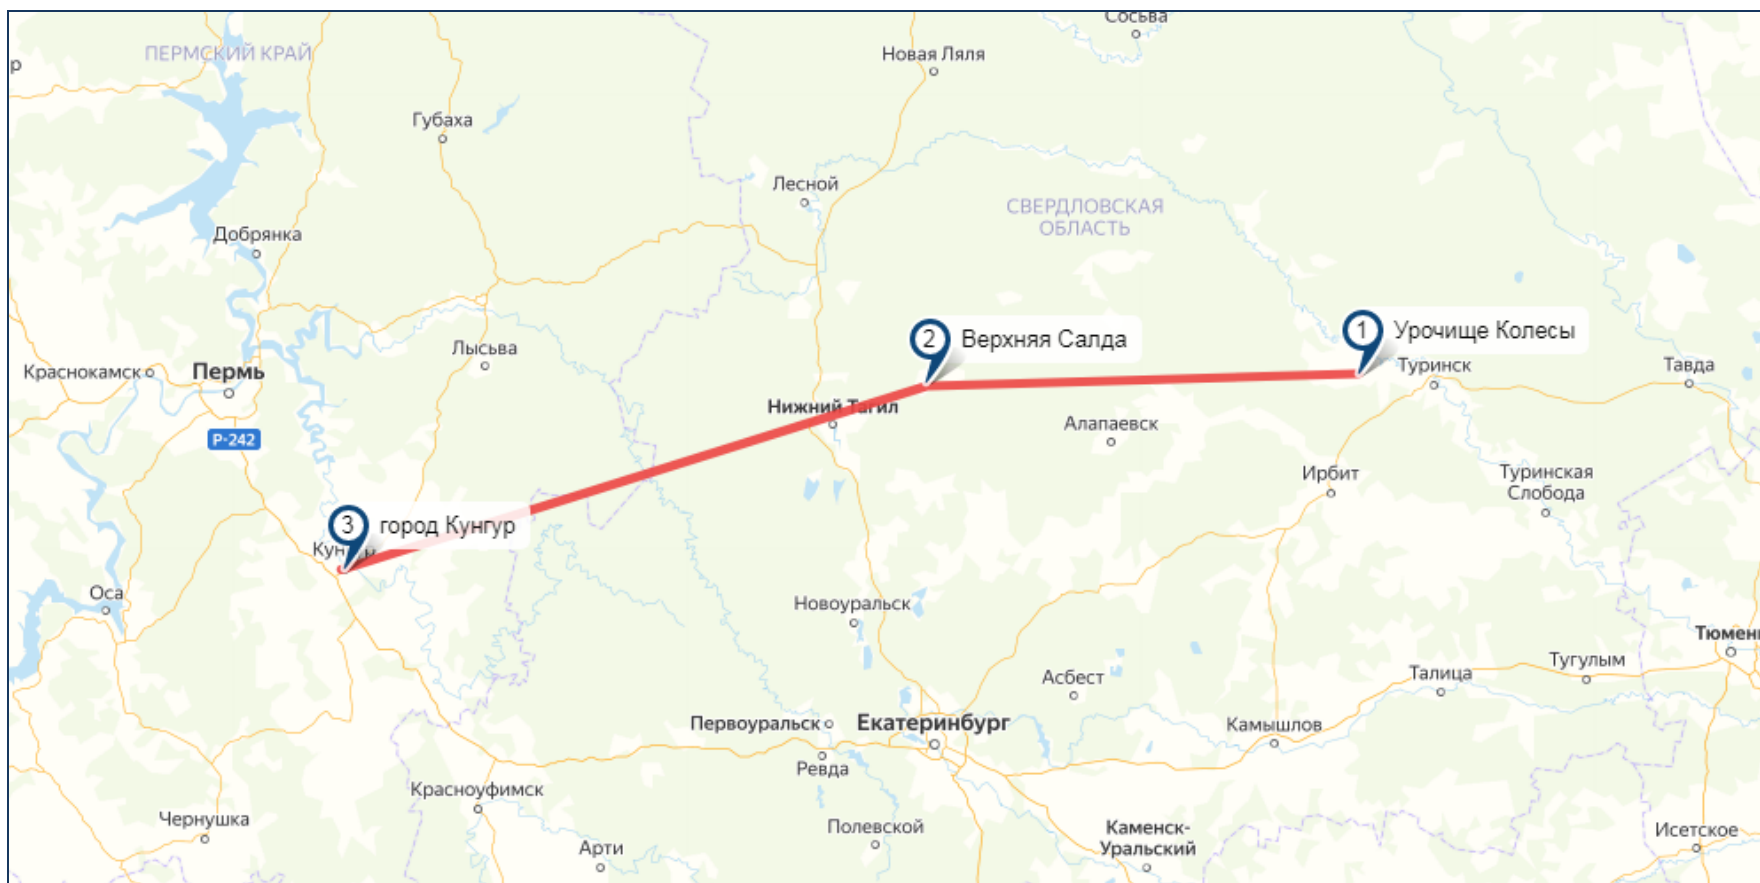 Сосьва
ПЕРМСКИЙ КРАЙ
Новая Ляля
р
Губаха
Лесной
СВЕРДЛОВСКАЯ
ОБЛАСТЬ
Добрянка
1 Урочище Колесы
2 Верхняя Салда
Лысьва
Краснокамск
Пермь
Туринск
Тавда
Нижний Тагил
Алапаевск
Р-242
Ирбит
Туринская
Слобода
3 город Кунгур
Оса
Новоуральск
Тюмен
Тугулым
Асбест
Талица
Первоуральск
Екатеринбург
Камышлов
Ревда
Красноуфимск
Чернушка
Полевской
Каменск-
Уральский
Исетское
Арти